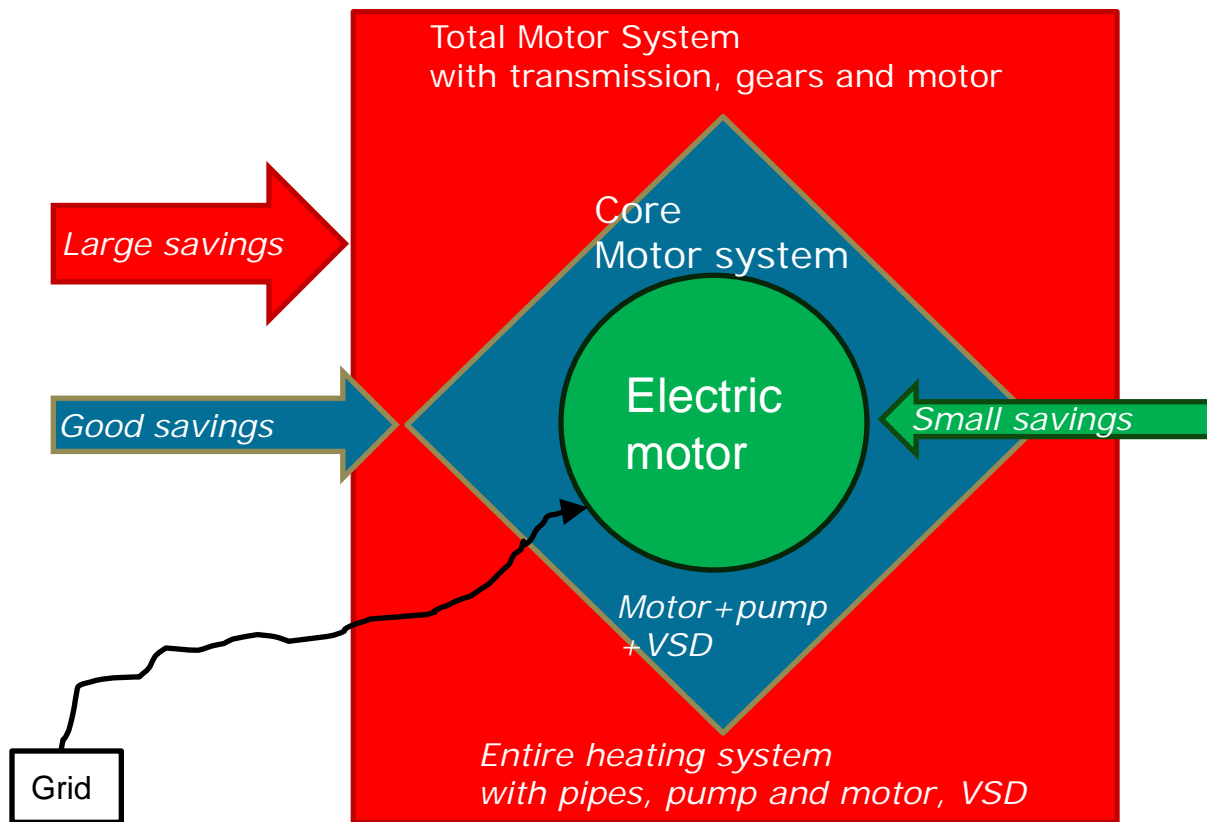 Total Motor System
with transmission, gears and motor
Large savings
Core
Motor system
Good savings
Electric
motor
Small savings
Motor+pump
+VSD
Entire heating system
with pipes, pump and motor, VSD
Grid